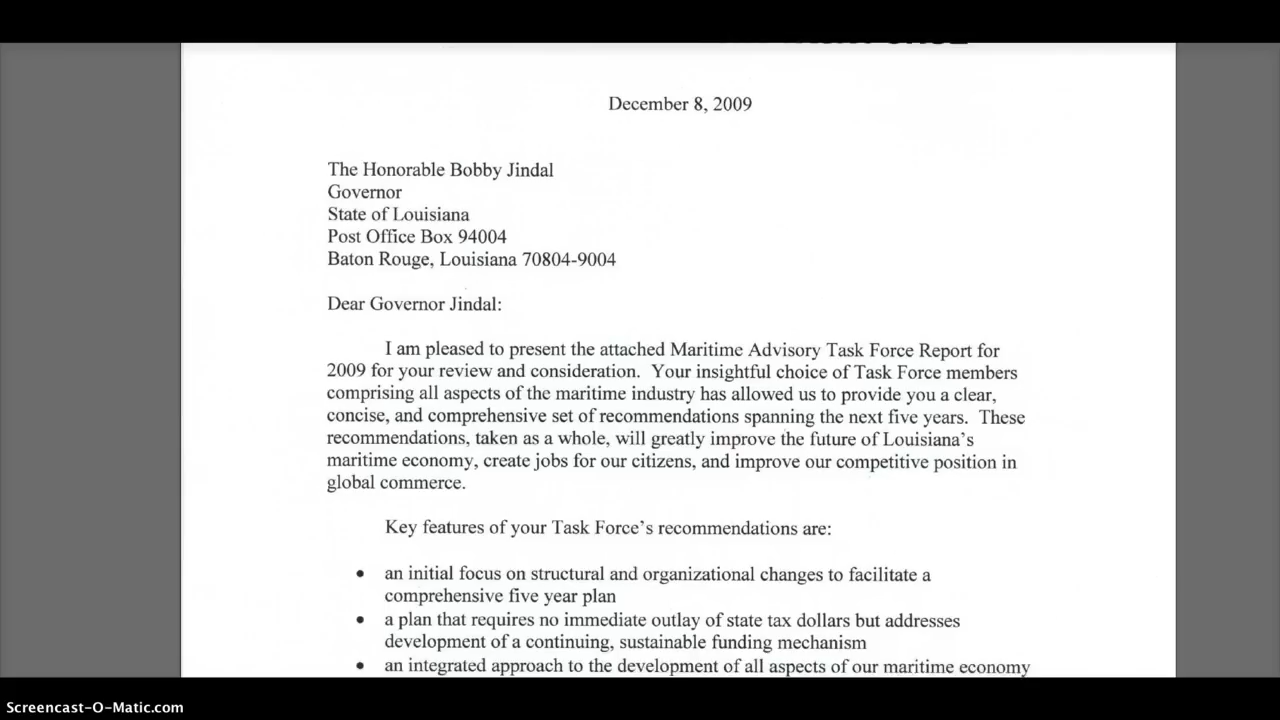 December 8, 2009
The Honorable Bobby Jindal
Governor
State of Louisiana
Post Office Box 94004
Baton Rouge, Louisiana 70804-9004
Dear Governor Jindal:
I am pleased to present the attached Maritime Advisory Task Force Report for
2009 for your review and consideration. Your insightful choice of Task Force members
comprising all aspects of the maritime industry has allowed us to provide you a clear,
concise, and comprehensive set of recommendations spanning the next five years. These
recommendations, taken as a whole, will greatly improve the future of Louisiana's
maritime economy, create jobs for our citizens, and improve our competitive position in
global commerce.
Key features of your Task Force's recommendations are:
• an initial focus on structural and organizational changes to facilitate a
comprehensive five year plan
• a plan that requires no immediate outlay of state tax dollars but addresses
development of a continuing, sustainable funding mechanism
• an integrated approach to the development of all aspects of our maritime economy
Screencast-O-Matic.com